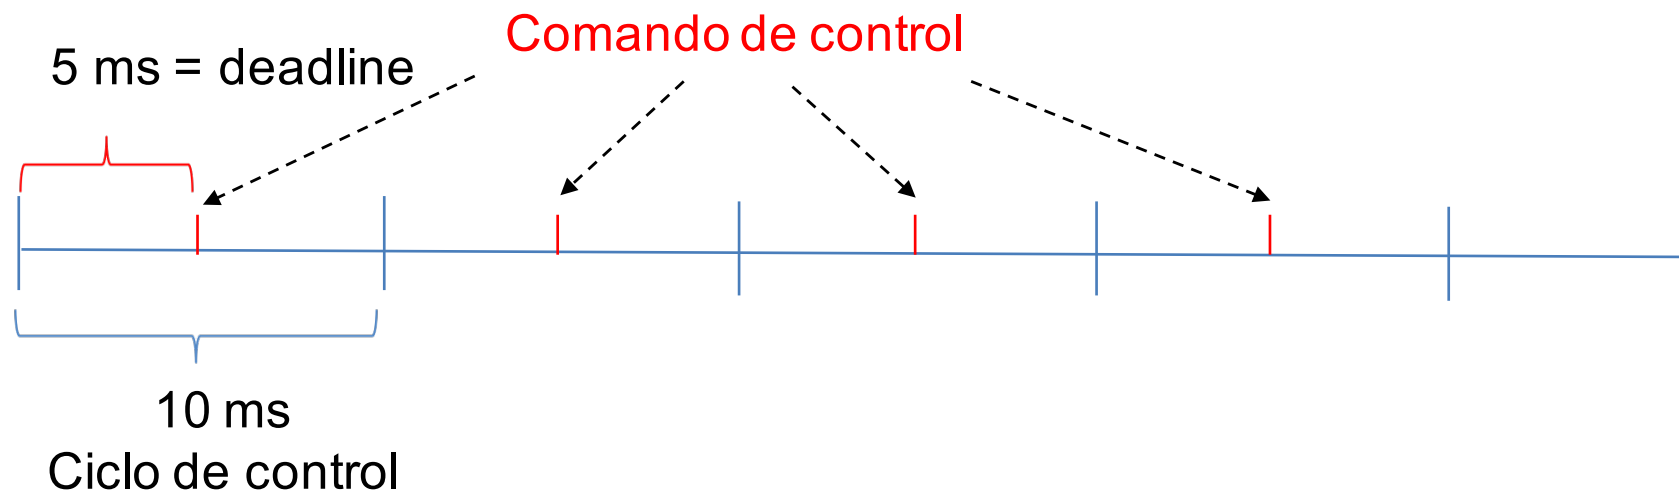 Comando de control
5 ms = deadline
10 ms
Ciclo de control